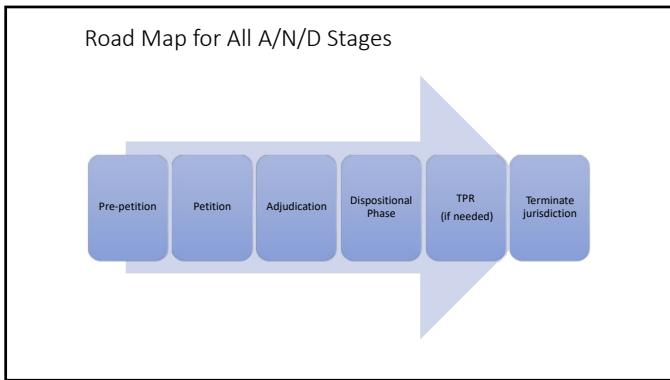 Road Map for All A/N/D Stages
Pre-petition
Petition
Adjudication
Dispositional
Phase
TPR
(if needed)
Terminate
jurisdiction